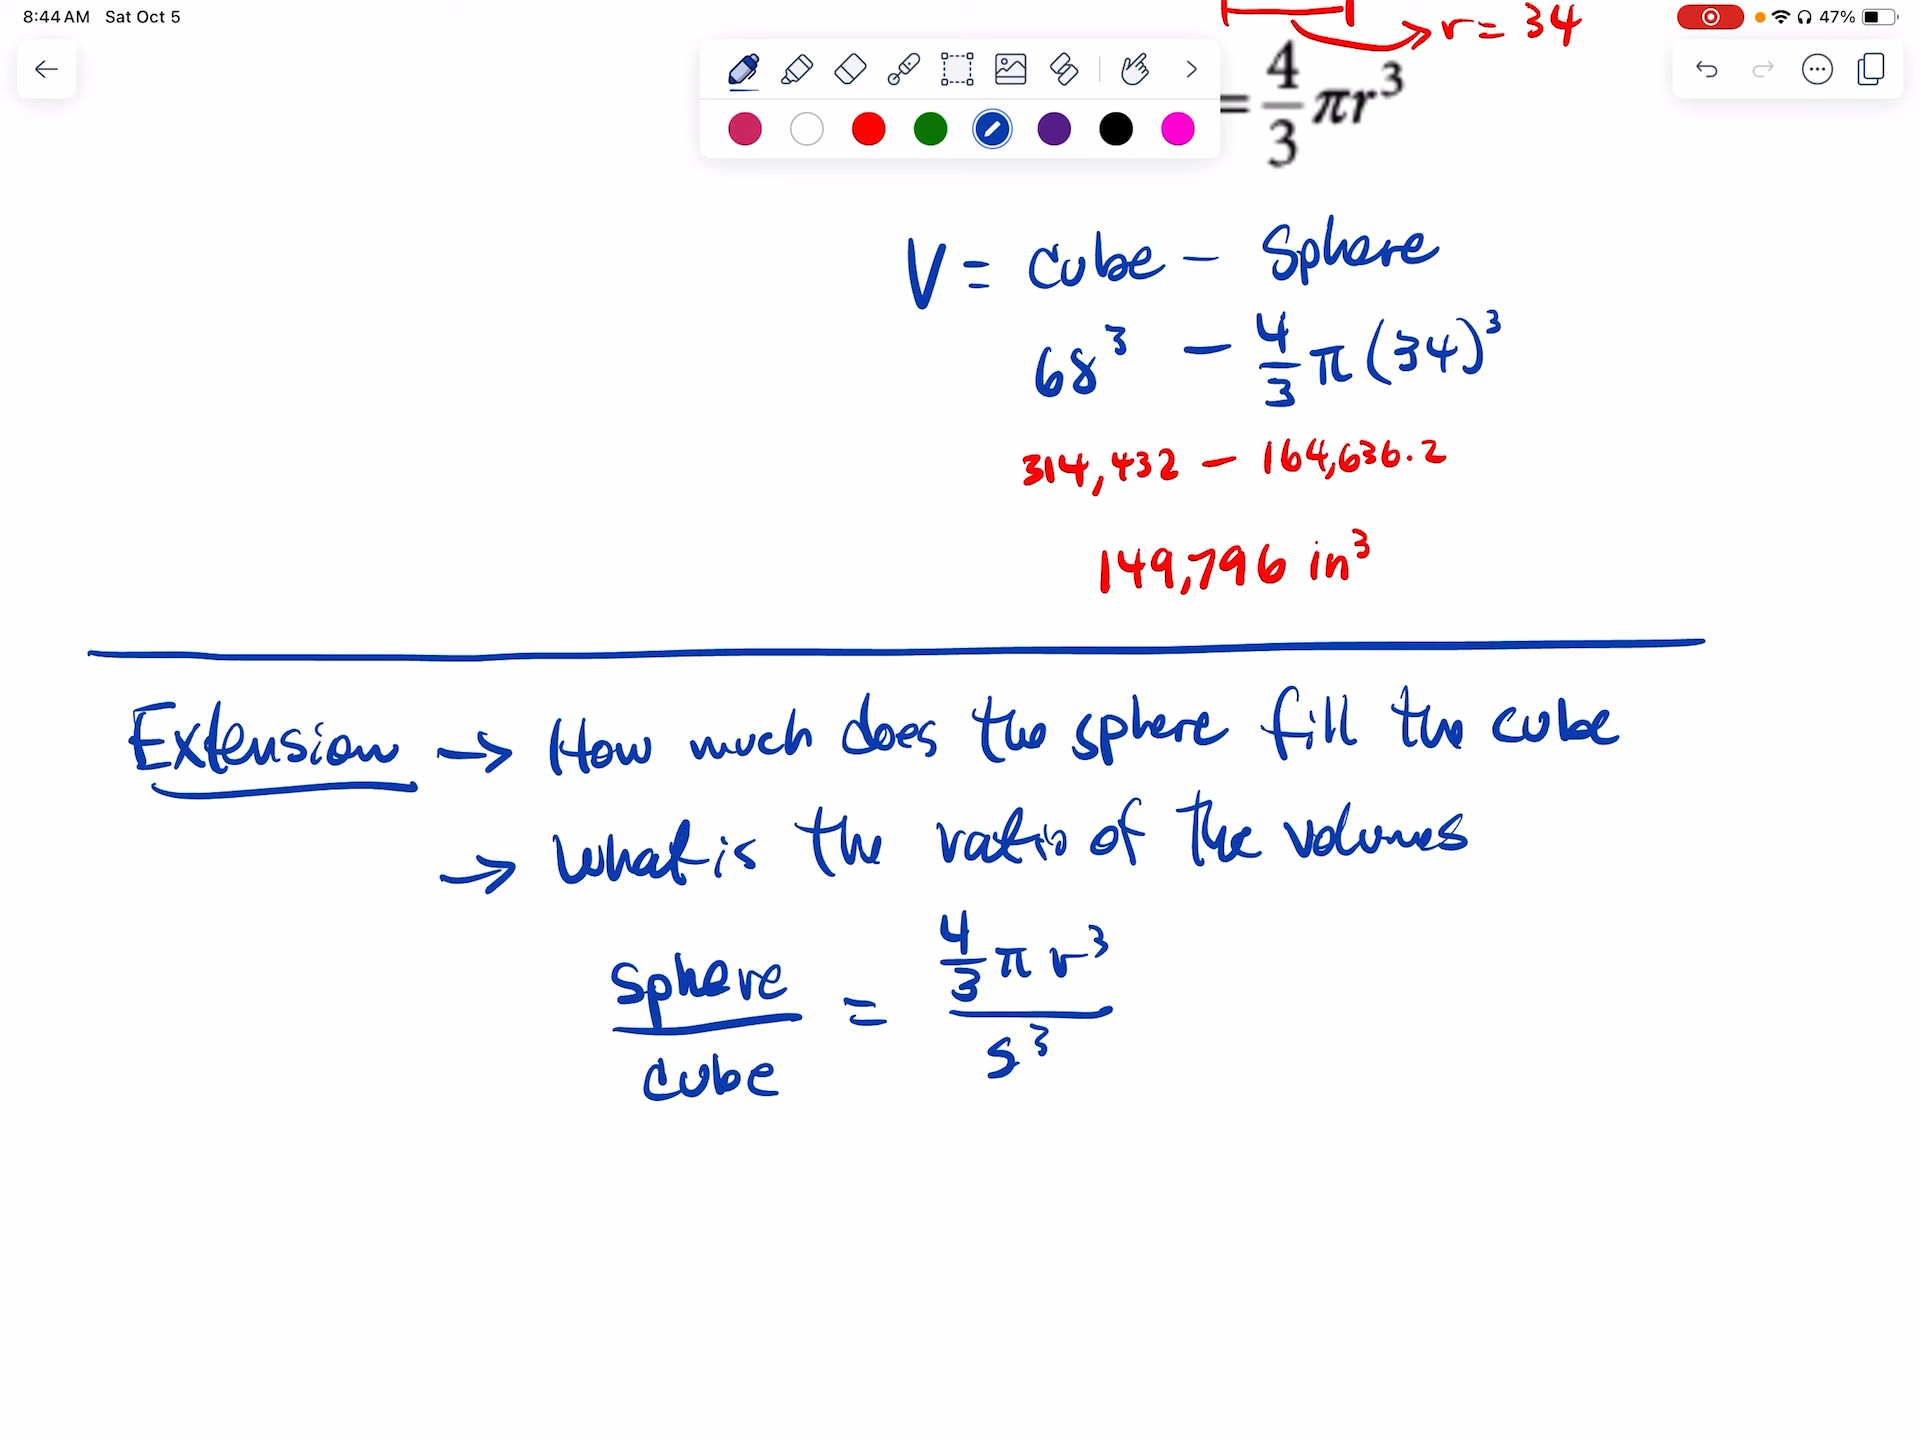 8:44 AM Sat Oct 5
47%
r = 34
= 4/3 πr³
V = Cube - Sphere
68³ - 4/3 π (34)³
314,432 - 164,636.2
149,796 in³
Extension → How much does the sphere fill the cube
→ What is the ratio of the volumes
sphere/cube = (4/3 π r³)/s³